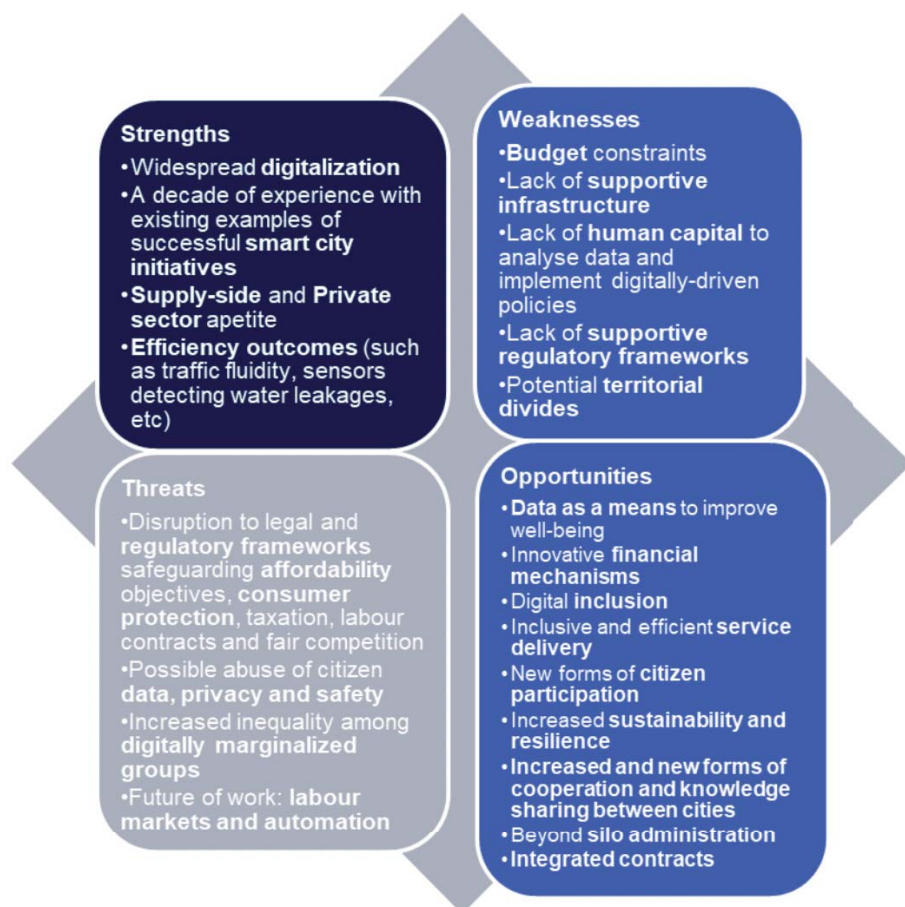 Strengths
•Widespread digitalization
•A decade of experience with
existing examples of
successful smart city
initiatives
•Supply-side and Private
sector apetite
•Efficiency outcomes (such
as traffic fluidity, sensors
detecting water leakages,
etc)
Weaknesses
•Budget constraints
•Lack of supportive
infrastructure
•Lack of human capital to
analyse data and
implement digitally-driven
policies
•Lack of supportive
regulatory frameworks
•Potential territorial
divides
Threats
•Disruption to legal and
regulatory frameworks
safeguarding affordability
objectives, consumer
protection, taxation, labour
contracts and fair competition
•Possible abuse of citizen
data, privacy and safety
•Increased inequality among
digitally marginalized
groups
•Future of work: labour
markets and automation
Opportunities
•Data as a means to improve
well-being
•Innovative financial
mechanisms
•Digital inclusion
•Inclusive and efficient service
delivery
•New forms of citizen
participation
•Increased sustainability and
resilience
•Increased and new forms of
cooperation and knowledge
sharing between cities
•Beyond silo administration
•Integrated contracts